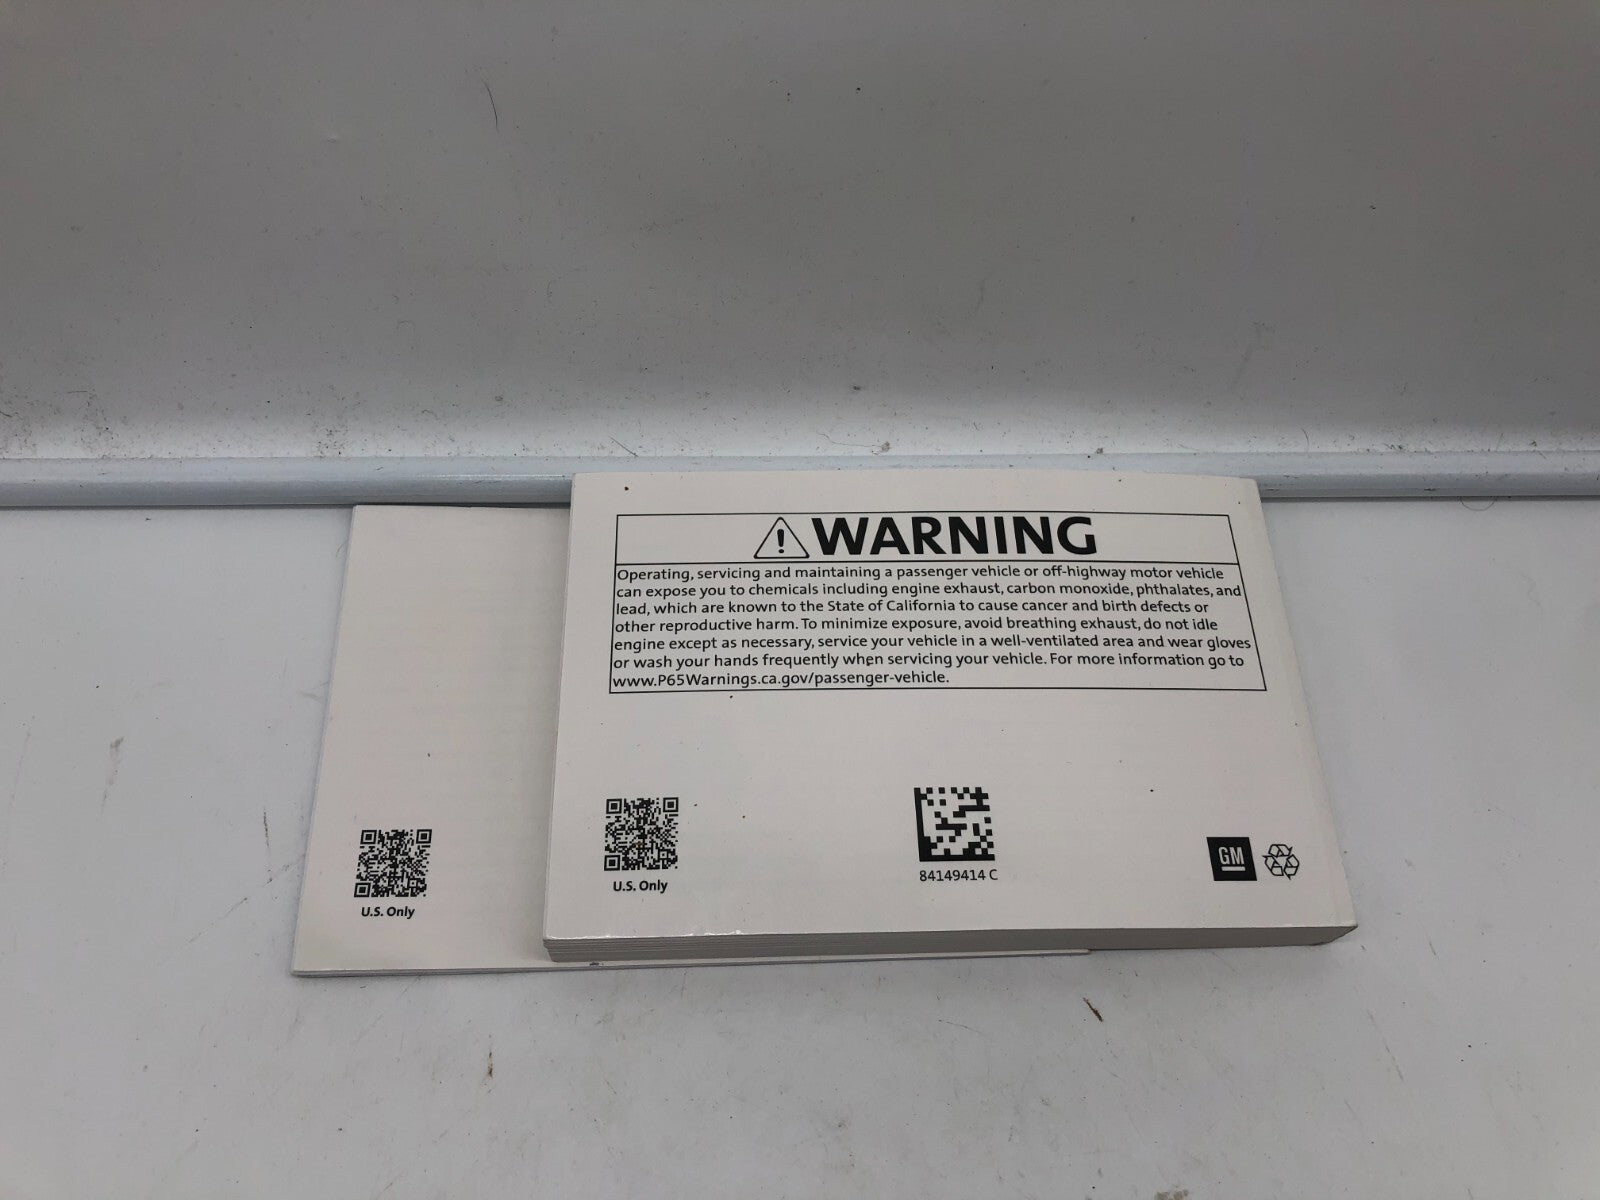 WARNING
Operating, servicing and maintaining a passenger vehicle or off-highway motor vehicle
can expose you to chemicals including engine exhaust, carbon monoxide, phthalates, and
lead, which are known to the State of California to cause cancer and birth defects or
other reproductive harm. To minimize exposure, avoid breathing exhaust, do not idle
engine except as necessary, service your vehicle in a well-ventilated area and wear gloves
or wash your hands frequently when servicing your vehicle. For more information go to
www.P65Warnings.ca.gov/passenger-vehicle.
U.S. Only
84149414 C
GM
U.S. Only